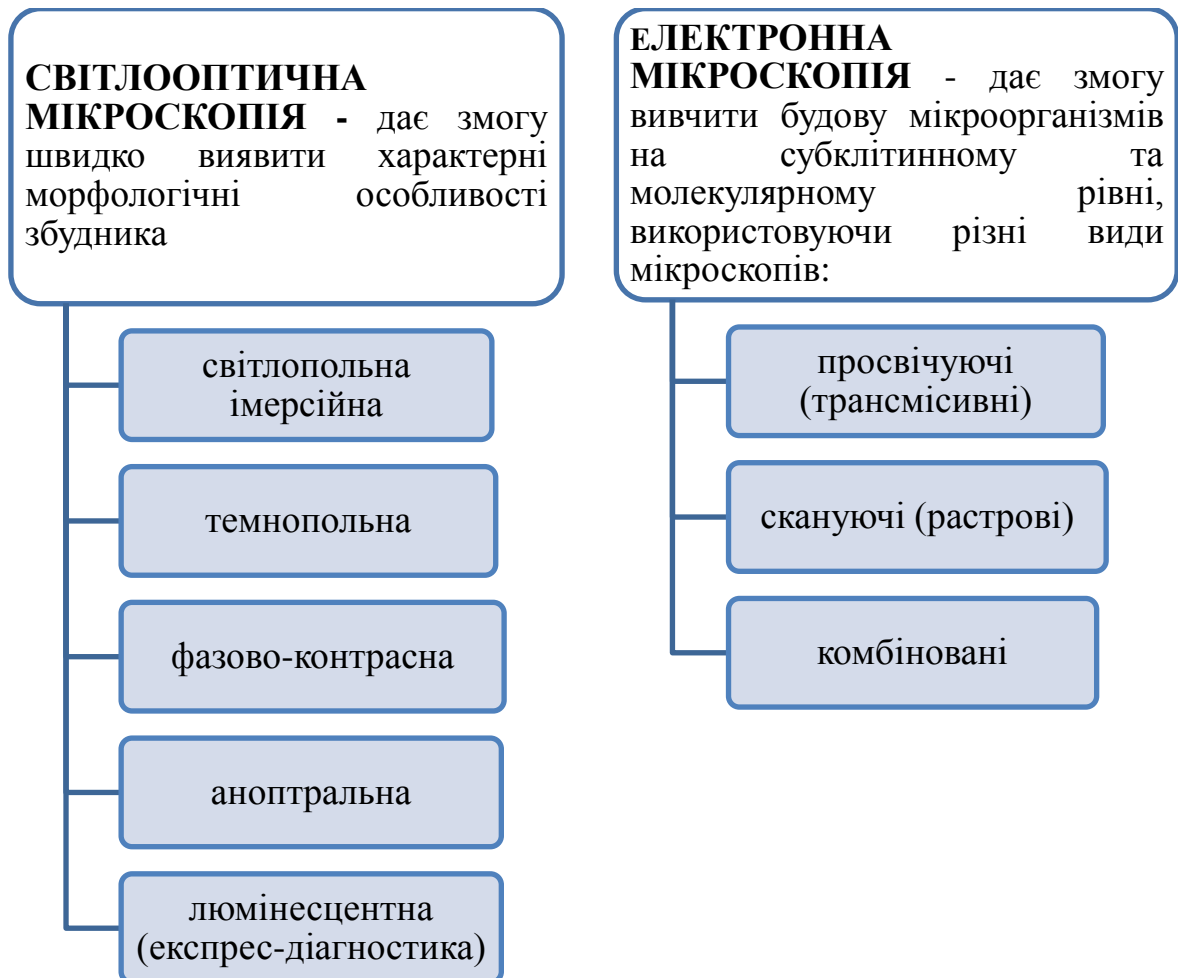 СВІТЛООПТИЧНА
МІКРОСКОПІЯ - дає змогу
швидко виявити характерні
морфологічні особливості
збудника
світлопольна
імерсійна
темнопольна
фазово-контрасна
аноптральна
люмінесцентна
(експрес-діагностика)
ЕЛЕКТРОННА
МІКРОСКОПІЯ - дає змогу
вивчити будову мікроорганізмів
на субклітинному та
молекулярному рівні,
використовуючи різні види
мікроскопів:
просвічуючі
(трансмісивні)
скануючі (растрові)
комбіновані